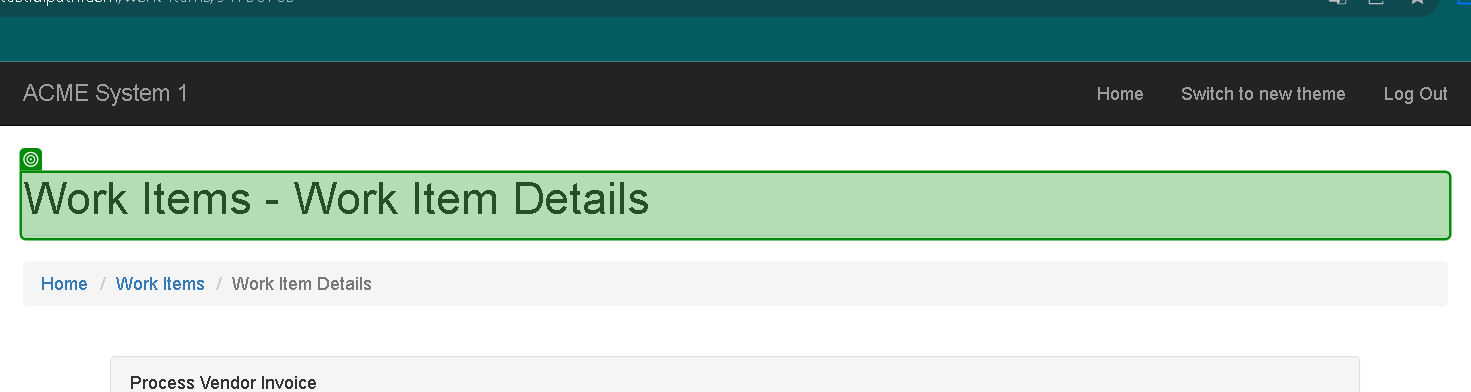 ACME System 1 Home Switch to new theme Log Out
Work Items - Work Item Details
Home / Work Items / Work Item Details
Process Vendor Invoice